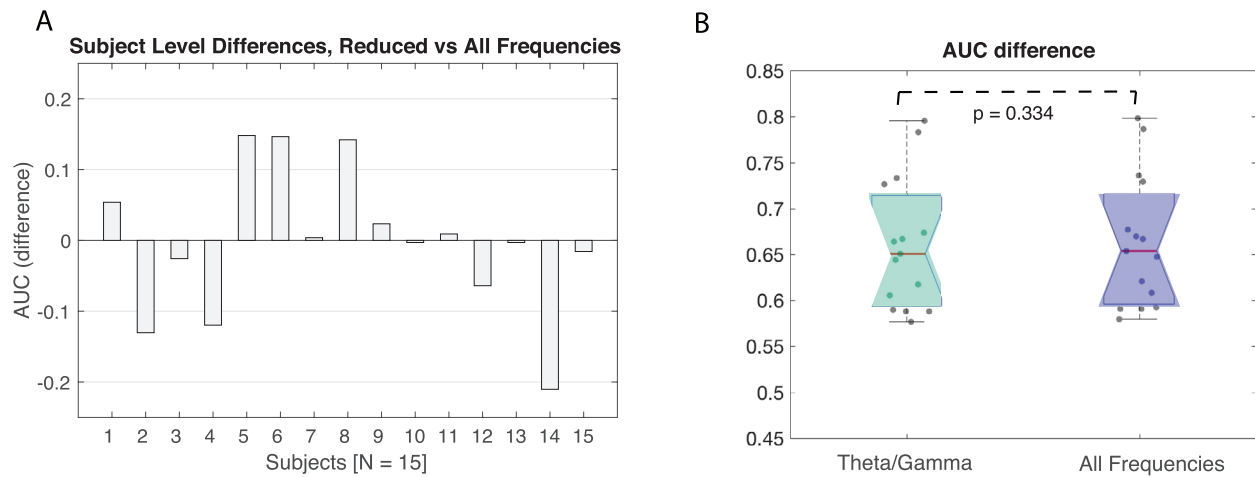 A
Subject Level Differences, Reduced vs All Frequencies
AUC (difference)
0.2
0.1
0
-0.1
-0.2
1 2 3 4 5 6 7 8 9 10 11 12 13 14 15
Subjects [N = 15]
B
AUC difference
0.85
0.8
0.75
0.7
0.65
0.6
0.55
0.5
0.45
p = 0.334
Theta/Gamma All Frequencies